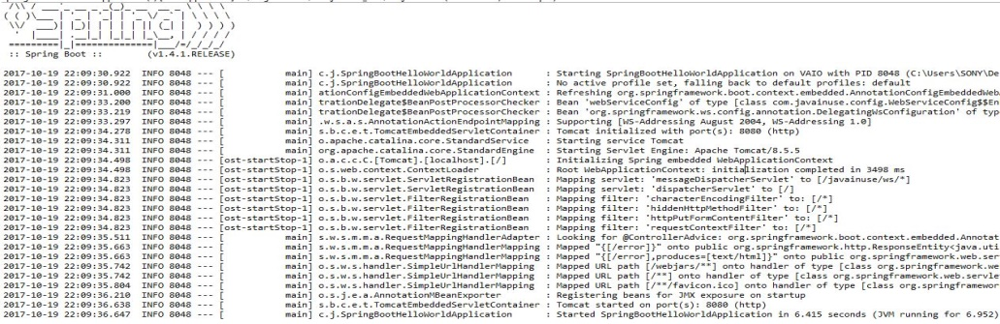 :: Spring Boot :: (v1.4.1.RELEASE)
2017-10-19 22:09:30.922 INFO 8048 --- [ main] c.j.SpringBootHelloWorldApplication : Starting SpringBootHelloWorldApplication on VAIO with PID 8048 (C:\Users\SONY\De
2017-10-19 22:09:30.922 INFO 8048 --- [ main] c.j.SpringBootHelloWorldApplication : No active profile set, falling back to default profiles: default
2017-10-19 22:09:31.000 INFO 8048 --- [ main] ationConfigEmbeddedWebApplicationContext : Refreshing org.springframework.boot.context.embedded.AnnotationConfigEmbeddedWebA
2017-10-19 22:09:33.200 INFO 8048 --- [ main] trationDelegate$BeanPostProcessorChecker : Bean 'webServiceConfig' of type [class com.javainuse.config.WebServiceConfig$$En
2017-10-19 22:09:33.219 INFO 8048 --- [ main] trationDelegate$BeanPostProcessorChecker : Bean 'org.springframework.ws.config.annotation.DelegatingWsConfiguration' of typ
2017-10-19 22:09:33.297 INFO 8048 --- [ main] .w.s.a.s.AnnotationActionEndpointMapping : Supporting [WS-Addressing August 2004, WS-Addressing 1.0]
2017-10-19 22:09:34.278 INFO 8048 --- [ main] s.b.c.e.t.TomcatEmbeddedServletContainer : Tomcat initialized with port(s): 8080 (http)
2017-10-19 22:09:34.311 INFO 8048 --- [ main] o.apache.catalina.core.StandardService : Starting service Tomcat
2017-10-19 22:09:34.311 INFO 8048 --- [ main] org.apache.catalina.core.StandardEngine : Starting Servlet Engine: Apache Tomcat/8.5.5
2017-10-19 22:09:34.498 INFO 8048 --- [ost-startStop-1] o.a.c.c.C.[Tomcat].[localhost].[/] : Initializing Spring embedded WebApplicationContext
2017-10-19 22:09:34.498 INFO 8048 --- [ost-startStop-1] o.s.web.context.ContextLoader : Root WebApplicationContext: initialization completed in 3498 ms
2017-10-19 22:09:34.823 INFO 8048 --- [ost-startStop-1] o.s.b.w.servlet.ServletRegistrationBean : Mapping servlet: 'messageDispatcherServlet' to [/javainuse/ws/*]
2017-10-19 22:09:34.823 INFO 8048 --- [ost-startStop-1] o.s.b.w.servlet.ServletRegistrationBean : Mapping servlet: 'dispatcherServlet' to [/]
2017-10-19 22:09:34.823 INFO 8048 --- [ost-startStop-1] o.s.b.w.servlet.FilterRegistrationBean : Mapping filter: 'characterEncodingFilter' to: [/*]
2017-10-19 22:09:34.823 INFO 8048 --- [ost-startStop-1] o.s.b.w.servlet.FilterRegistrationBean : Mapping filter: 'hiddenHttpMethodFilter' to: [/*]
2017-10-19 22:09:34.823 INFO 8048 --- [ost-startStop-1] o.s.b.w.servlet.FilterRegistrationBean : Mapping filter: 'httpPutFormContentFilter' to: [/*]
2017-10-19 22:09:34.823 INFO 8048 --- [ost-startStop-1] o.s.b.w.servlet.FilterRegistrationBean : Mapping filter: 'requestContextFilter' to: [/*]
2017-10-19 22:09:35.511 INFO 8048 --- [ main] s.w.s.m.m.a.RequestMappingHandlerAdapter : Looking for @ControllerAdvice: org.springframework.boot.context.embedded.Annotat
2017-10-19 22:09:35.663 INFO 8048 --- [ main] s.w.s.m.m.a.RequestMappingHandlerMapping : Mapped "{[/error]}" onto public org.springframework.http.ResponseEntity<java.uti
2017-10-19 22:09:35.663 INFO 8048 --- [ main] s.w.s.m.m.a.RequestMappingHandlerMapping : Mapped "{[/error],produces=[text/html]}" onto public org.springframework.web.ser
2017-10-19 22:09:35.742 INFO 8048 --- [ main] o.s.w.s.handler.SimpleUrlHandlerMapping : Mapped URL path [/webjars/**] onto handler of type [class org.springframework.we
2017-10-19 22:09:35.742 INFO 8048 --- [ main] o.s.w.s.handler.SimpleUrlHandlerMapping : Mapped URL path [/**] onto handler of type [class org.springframework.web.servle
2017-10-19 22:09:35.804 INFO 8048 --- [ main] o.s.w.s.handler.SimpleUrlHandlerMapping : Mapped URL path [/**/favicon.ico] onto handler of type [class org.springframewor
2017-10-19 22:09:36.210 INFO 8048 --- [ main] o.s.j.e.a.AnnotationMBeanExporter : Registering beans for JMX exposure on startup
2017-10-19 22:09:36.638 INFO 8048 --- [ main] s.b.c.e.t.TomcatEmbeddedServletContainer : Tomcat started on port(s): 8080 (http)
2017-10-19 22:09:36.647 INFO 8048 --- [ main] c.j.SpringBootHelloWorldApplication : Started SpringBootHelloWorldApplication in 6.415 seconds (JVM running for 6.952)